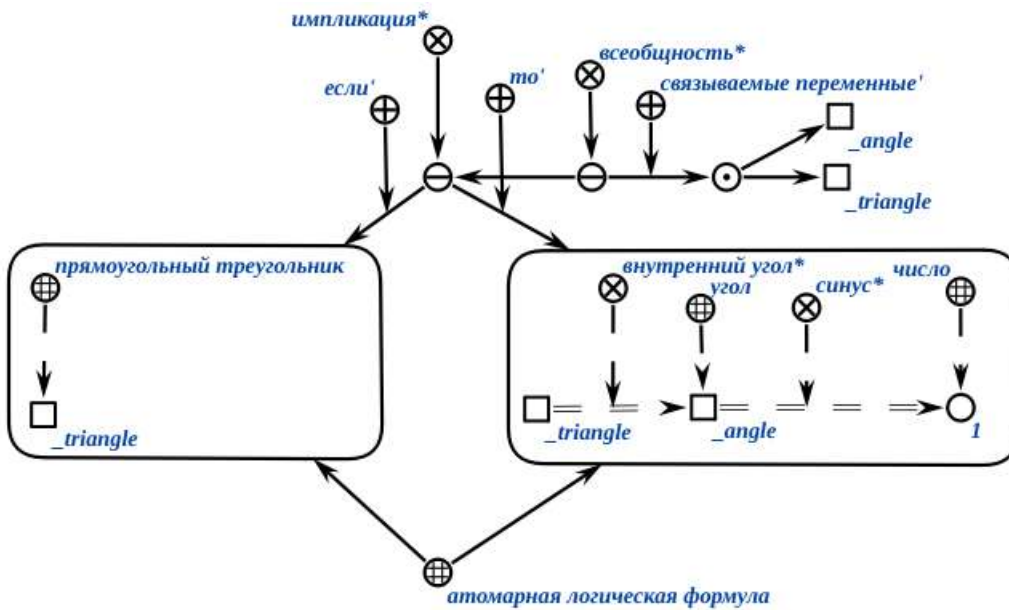 импликация*
всеобщность*
если'
то'
связываемые переменные'
_angle
_triangle
прямоугольный треугольник
внутренний угол*
угол
синус*
число
_triangle
_triangle
_angle
1
атомарная логическая формула